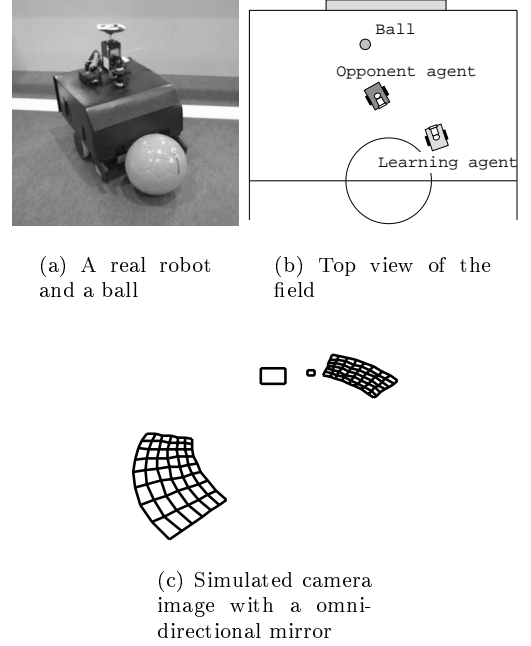 Ball
Opponent agent
Learning agent
(a) A real robot
and a ball
(b) Top view of the
field
(c) Simulated camera
image with a omni-
directional mirror